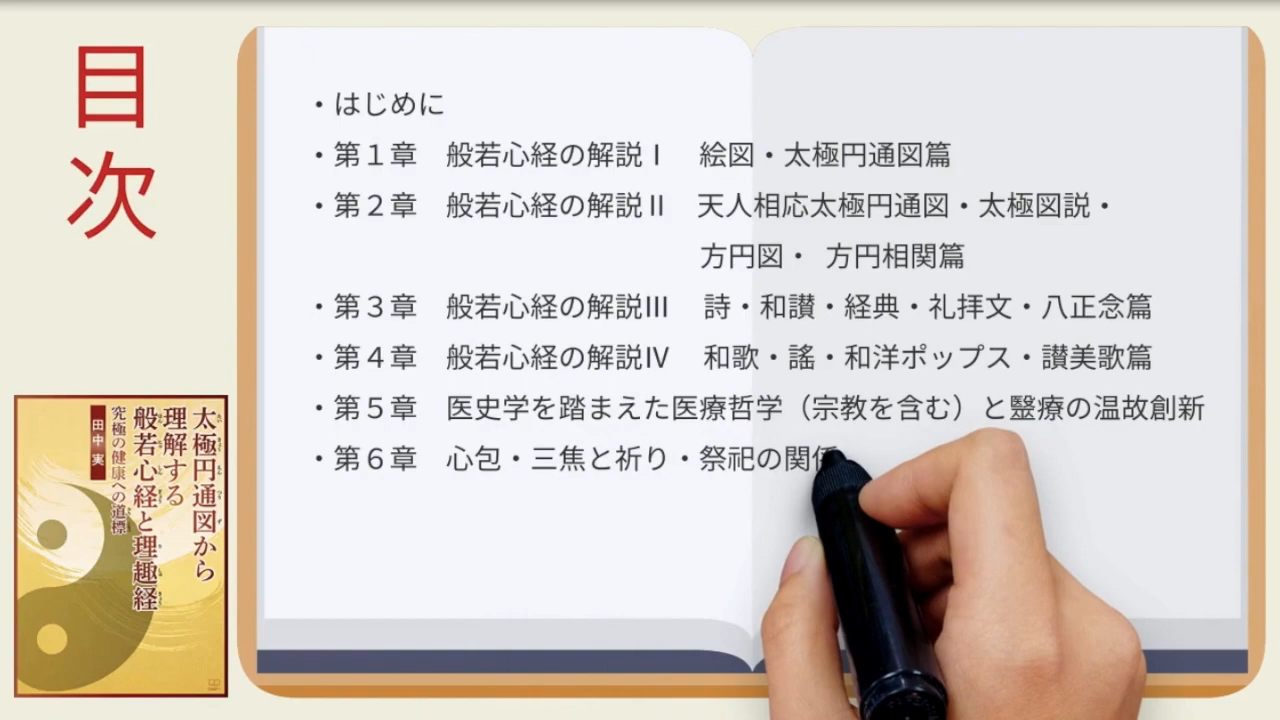 目次
・はじめに
・第１章　般若心経の解説Ⅰ　絵図・太極円通図篇
・第２章　般若心経の解説Ⅱ　天人相応太極円通図・太極図説・
方円図・ 方円相関篇
・第３章　般若心経の解説Ⅲ　詩・和讃・経典・礼拝文・八正念篇
・第４章　般若心経の解説Ⅳ　和歌・謠・和洋ポップス・讃美歌篇
・第５章　医史学を踏まえた医療哲学（宗教を含む）と毉療の温故創新
・第６章　心包・三焦と祈り・祭祀の関係
太極円通図から
理解する
般若心経と理趣経
究極の健康への道標
田中 実